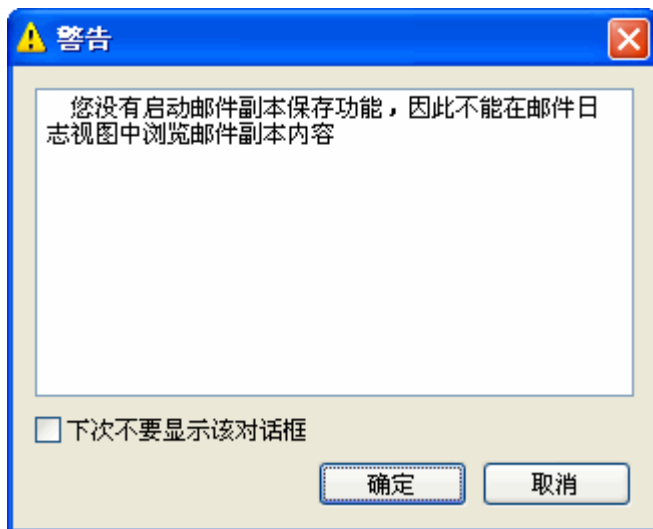 警告
您没有启动邮件副本保存功能，因此不能在邮件日
志视图中浏览邮件副本内容
下次不要显示该对话框
确定
取消